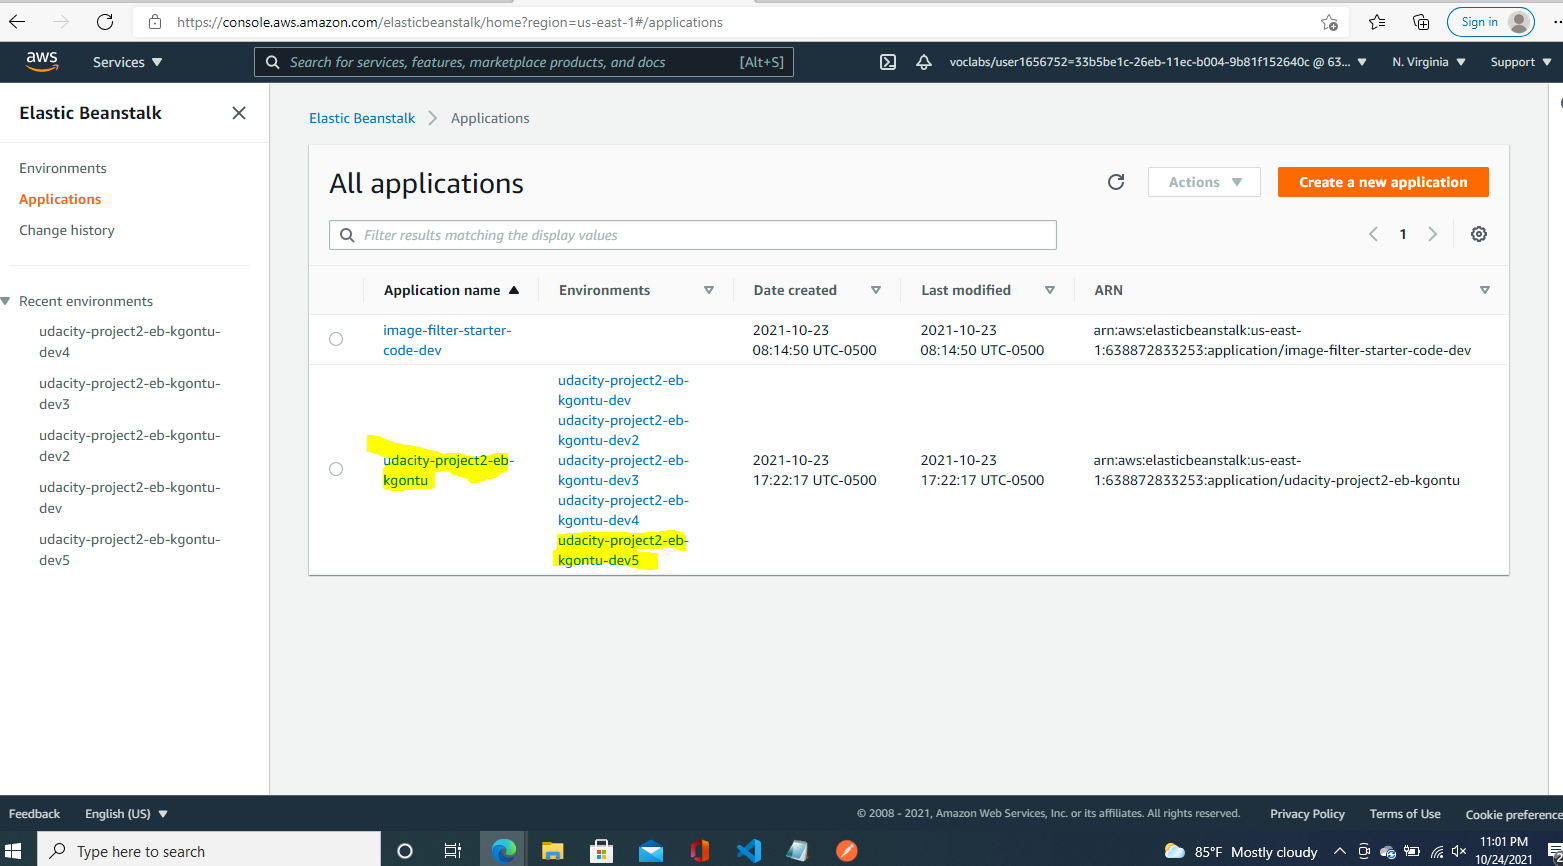 https://console.aws.amazon.com/elasticbeanstalk/home?region=us-east-1#/applications
Sign in
aws
Services
Search for services, features, marketplace products, and docs
[Alt+S]
voclabs/user1656752=33b5be1c-26eb-11ec-b004-9b81f152640c @ 63...
N. Virginia
Support
Elastic Beanstalk
Environments
Applications
Change history
Recent environments
udacity-project2-eb-kgontu-
dev4
udacity-project2-eb-kgontu-
dev3
udacity-project2-eb-kgontu-
dev2
udacity-project2-eb-kgontu-
dev
udacity-project2-eb-kgontu-
dev5
Elastic Beanstalk
Applications
All applications
Actions
Create a new application
Filter results matching the display values
1
Application name
Environments
Date created
Last modified
ARN
image-filter-starter-
code-dev
2021-10-23
08:14:50 UTC-0500
2021-10-23
08:14:50 UTC-0500
arn:aws:elasticbeanstalk:us-east-
1:638872833253:application/image-filter-starter-code-dev
udacity-project2-eb-
kgontu
udacity-project2-eb-
kgontu-dev
udacity-project2-eb-
kgontu-dev2
udacity-project2-eb-
kgontu-dev3
udacity-project2-eb-
kgontu-dev4
udacity-project2-eb-
kgontu-dev5
2021-10-23
17:22:17 UTC-0500
2021-10-23
17:22:17 UTC-0500
arn:aws:elasticbeanstalk:us-east-
1:638872833253:application/udacity-project2-eb-kgontu
Feedback
English (US)
© 2008 - 2021, Amazon Web Services, Inc. or its affiliates. All rights reserved.
Privacy Policy
Terms of Use
Cookie preference
Type here to search
85°F Mostly cloudy
11:01 PM
10/24/2021